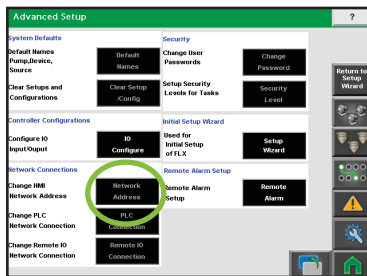 Advanced Setup
?
System Defaults
Default Names
Pump,Device,
Source
Default
Names
Clear Setups and
Configurations
Clear Setup
/Config
Controller Configurations
Configure IO
Input/Ouput
IO
Configure
Network Connections
Change HMI
Network Address
Network
Address
Change PLC
Network Connection
PLC
Connection
Change Remote IO
Network Connection
Remote IO
Connection
Security
Change User
Passwords
Change
Password
Setup Security
Levels for Tasks
Security
Level
Initial Setup Wizard
Used for
Initial Setup
of FLX
Setup
Wizard
Remote Alarm Setup
Remote Alarm
Setup
Remote
Alarm
Return to
Setup
Wizard